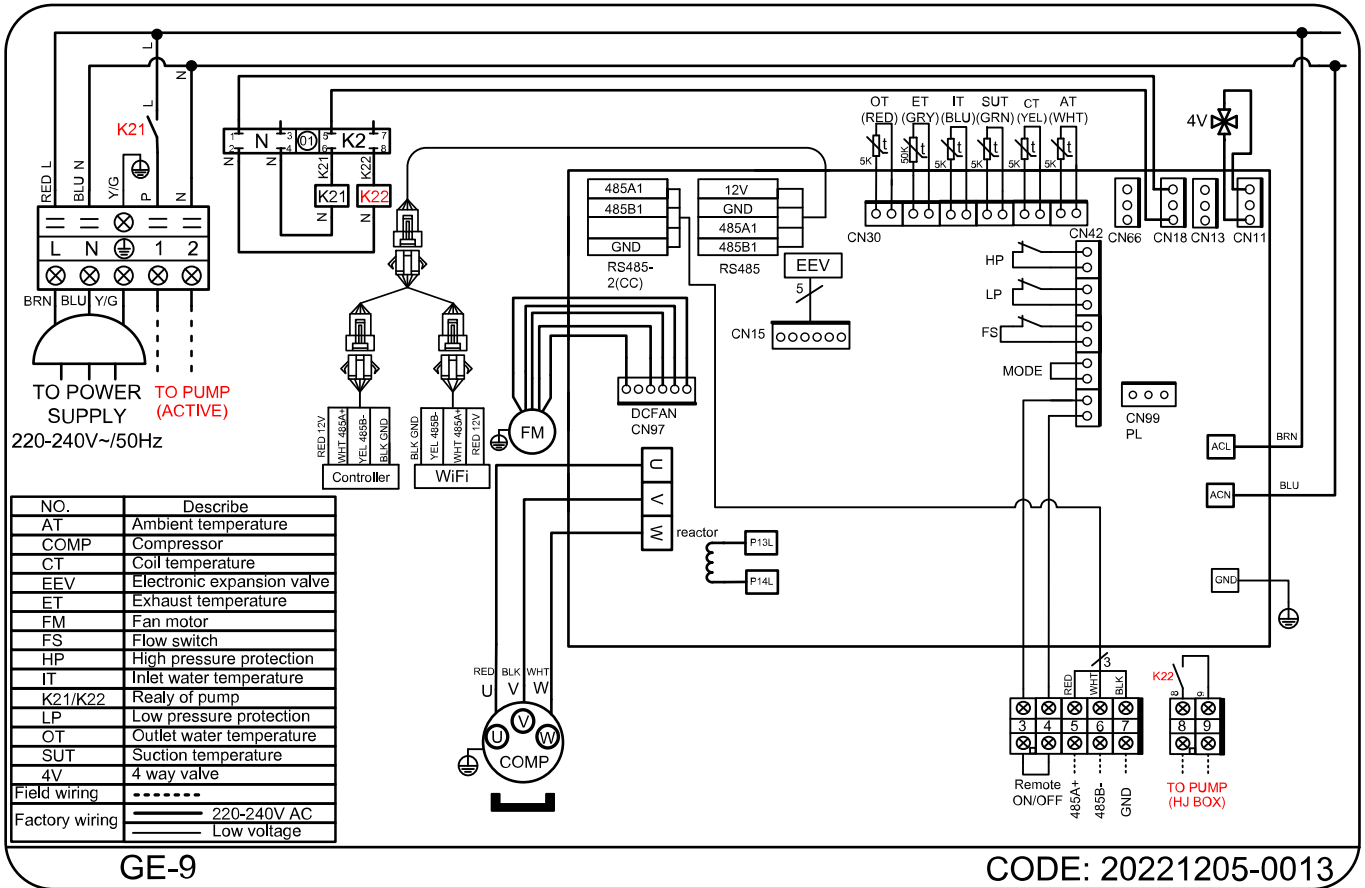 L
L
N
K21
RED L
BLU N
Y/G
P
N
L N 1 2
BRN BLU Y/G
TO POWER
SUPPLY
220-240V~/50Hz
TO PUMP
(ACTIVE)
N
1 3 5 7
N 01 K2
2 4 6 8
N N K21 K22
K21 K22
N N
RED 12V
WHT 485A+
YEL 485B-
BLK GND
Controller
BLK GND
YEL 485B-
WHT 485A+
RED 12V
WiFi
FM
485A1
485B1
GND
RS485-
2(CC)
12V
GND
485A1
485B1
RS485
EEV
5
CN15
DCFAN
CN97
OT ET IT SUT CT AT
(RED) (GRY) (BLU) (GRN) (YEL) (WHT)
t t t t t t
5K 50K 5K 5K 5K 5K
CN30
CN42
CN66 CN18 CN13 CN11
4V
HP
LP
FS
MODE
CN99
PL
ACL
BRN
ACN
BLU
GND
U
V
W
reactor
P13L
P14L
RED BLK WHT
U V W
U V W
COMP
3
RED
WHT
BLK
3 4 5 6 7
Remote
ON/OFF
485A+
485B-
GND
K22
8 9
8 9
TO PUMP
(HJ BOX)
NO. Describe
AT Ambient temperature
COMP Compressor
CT Coil temperature
EEV Electronic expansion valve
ET Exhaust temperature
FM Fan motor
FS Flow switch
HP High pressure protection
IT Inlet water temperature
K21/K22 Realy of pump
LP Low pressure protection
OT Outlet water temperature
SUT Suction temperature
4V 4 way valve
Field wiring
Factory wiring 220-240V AC
Low voltage
GE-9
CODE: 20221205-0013